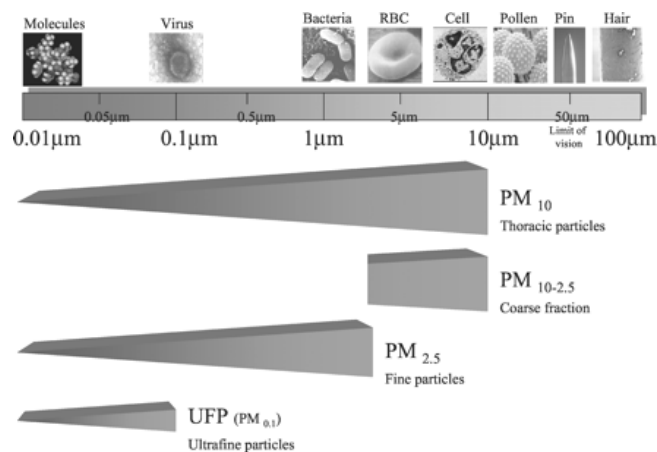 Molecules Virus Bacteria RBC Cell Pollen Pin Hair
0.05µm 0.5µm 5µm 50µm
Limit of vision
0.01µm 0.1µm 1µm 10µm 100µm
PM 10
Thoracic particles
PM 10-2.5
Coarse fraction
PM 2.5
Fine particles
UFP (PM 0.1)
Ultrafine particles